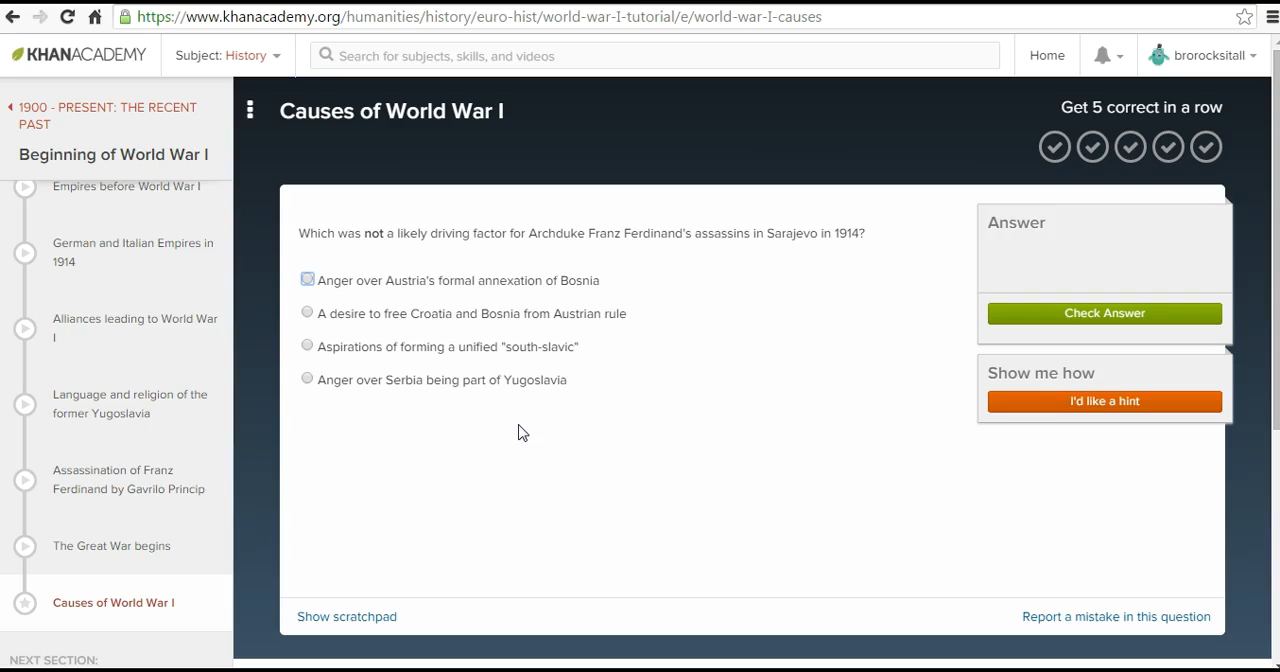 https://www.khanacademy.org/humanities/history/euro-hist/world-war-I-tutorial/e/world-war-I-causes
KHANACADEMY
Subject: History
Search for subjects, skills, and videos
Home
brorocksitall
1900 - PRESENT: THE RECENT
PAST
Beginning of World War I
Empires before World War I
German and Italian Empires in
1914
Alliances leading to World War
I
Language and religion of the
former Yugoslavia
Assassination of Franz
Ferdinand by Gavrilo Princip
The Great War begins
Causes of World War I
NEXT SECTION:
Causes of World War I
Get 5 correct in a row
Which was not a likely driving factor for Archduke Franz Ferdinand's assassins in Sarajevo in 1914?
Anger over Austria's formal annexation of Bosnia
A desire to free Croatia and Bosnia from Austrian rule
Aspirations of forming a unified "south-slavic"
Anger over Serbia being part of Yugoslavia
Answer
Check Answer
Show me how
I'd like a hint
Show scratchpad
Report a mistake in this question